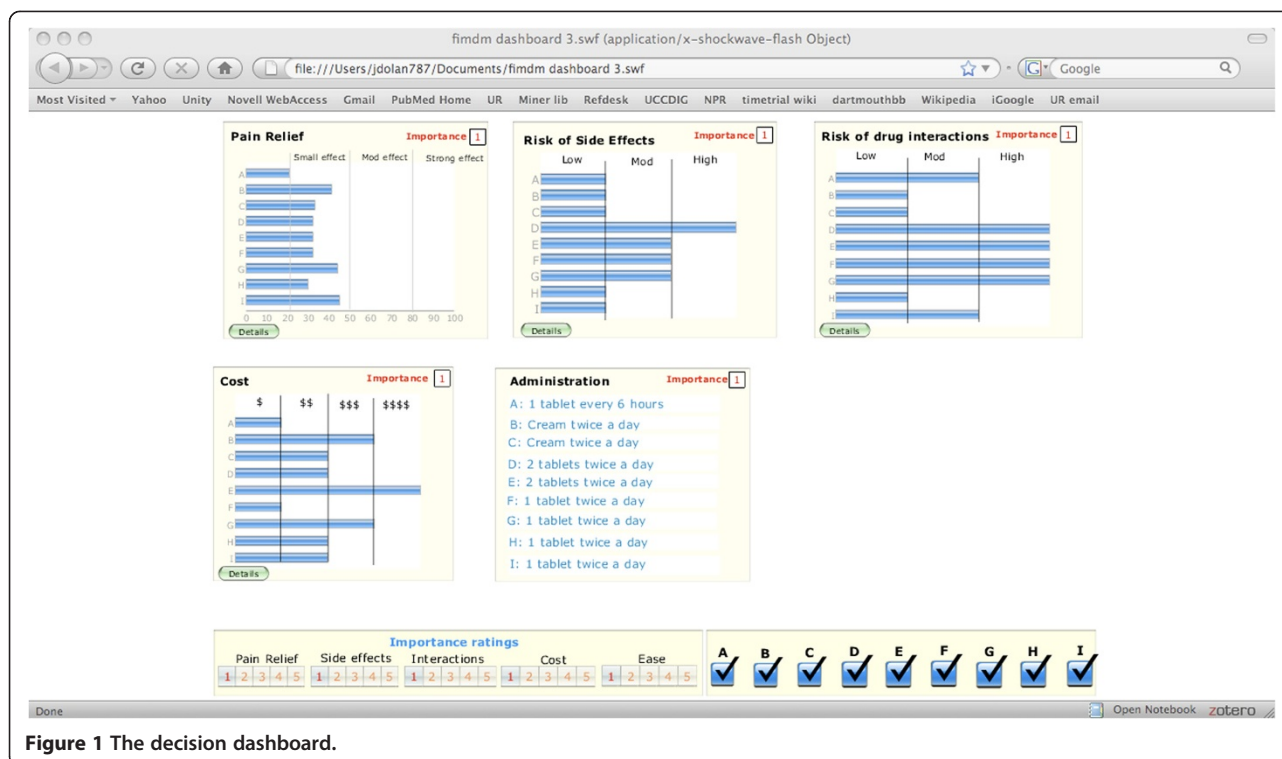 fimdm dashboard 3.swf (application/x-shockwave-flash Object)
file:///Users/jdolan787/Documents/fimdm dashboard 3.swf
G Google
Most Visited Yahoo Unity Novell WebAccess Gmail PubMed Home UR Miner lib Refdesk UCCDIG NPR timetrial wiki dartmouthbb Wikipedia iGoogle UR email
Pain Relief Importance 1
Small effect Mod effect Strong effect
A
B
C
D
E
F
G
H
I
0 10 20 30 40 50 60 70 80 90 100
Details
Risk of Side Effects Importance 1
Low Mod High
A
B
C
D
E
F
G
H
I
Details
Risk of drug interactions Importance 1
Low Mod High
A
B
C
D
E
F
G
H
I
Details
Cost Importance 1
$ $$ $$$ $$$$
A
B
C
D
E
F
G
H
I
Details
Administration Importance 1
A: 1 tablet every 6 hours
B: Cream twice a day
C: Cream twice a day
D: 2 tablets twice a day
E: 2 tablets twice a day
F: 1 tablet twice a day
G: 1 tablet twice a day
H: 1 tablet twice a day
I: 1 tablet twice a day
Importance ratings
Pain Relief Side effects Interactions Cost Ease
1 2 3 4 5 1 2 3 4 5 1 2 3 4 5 1 2 3 4 5 1 2 3 4 5
A B C D E F G H I
Done Open Notebook zotero
Figure 1 The decision dashboard.